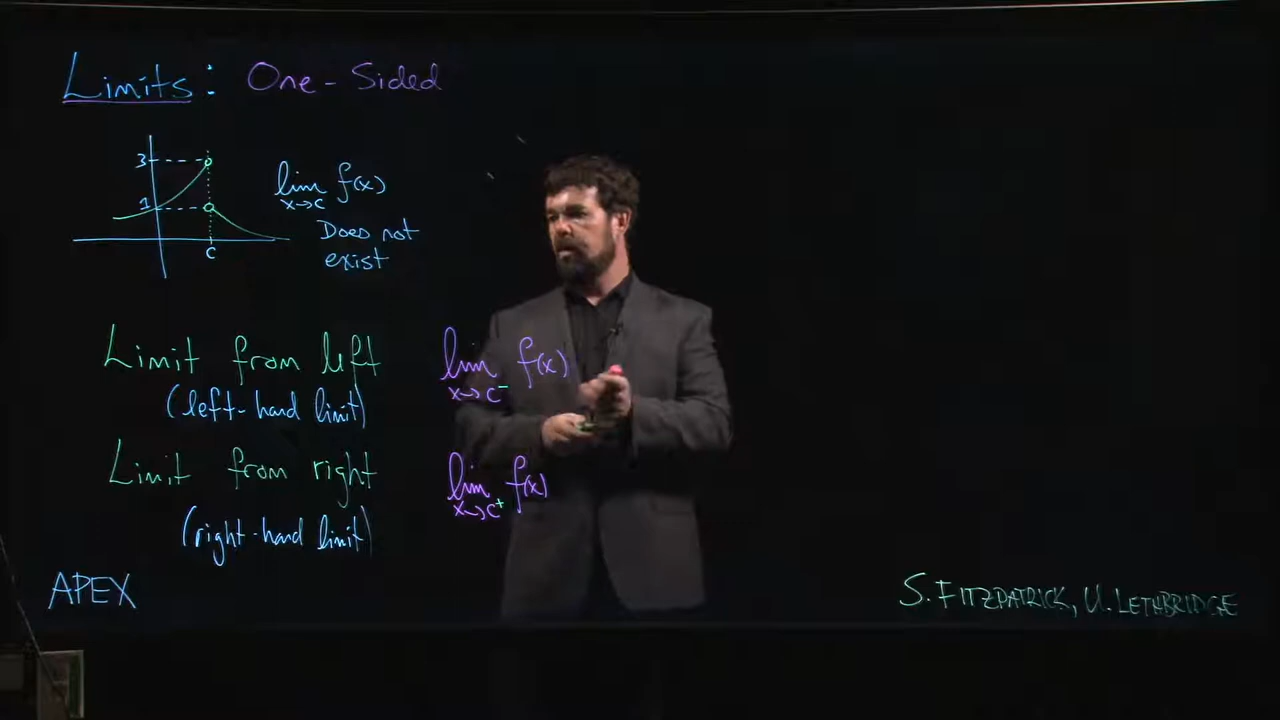 Limits: One-Sided
3
1
c
lim f(x)
x→c
Does not
exist
Limit from left
(left-hand limit)
lim f(x)
x→c⁻
Limit from right
(right-hand limit)
lim f(x)
x→c⁺
APEX
S. FITZPATRICK, U. LETHBRIDGE